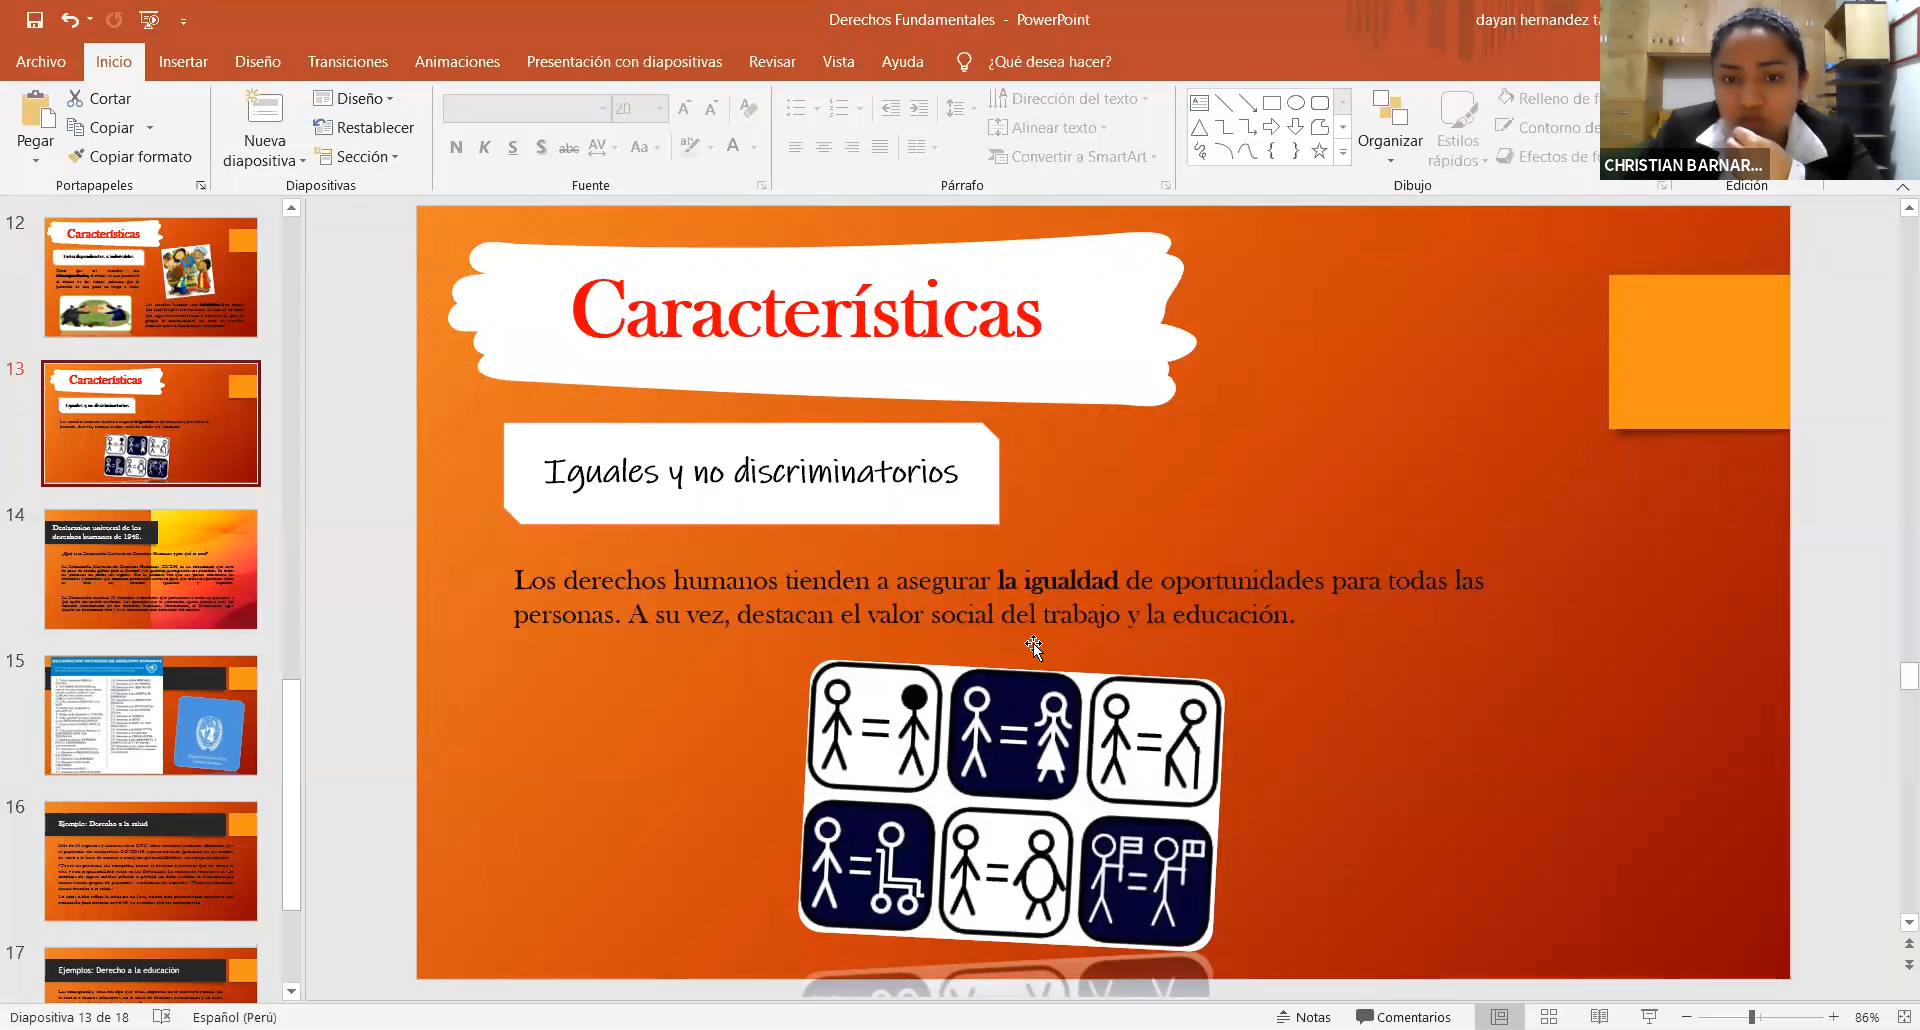 Derechos Fundamentales - PowerPoint
dayan hernandez ta
Archivo
Inicio
Insertar
Diseño
Transiciones
Animaciones
Presentación con diapositivas
Revisar
Vista
Ayuda
¿Qué desea hacer?
Pegar
Cortar
Copiar
Copiar formato
Portapapeles
Nueva
diapositiva
Diseño
Restablecer
Sección
Diapositivas
20
N K S S abc AV Aa A
Fuente
Dirección del texto
Alinear texto
Convertir a SmartArt
Párrafo
Organizar
Estilos
rápidos
Relleno de f
Contorno de
Efectos de fo
Dibujo
Edición
CHRISTIAN BARNAR...
12
Características
13
Características
Iguales y no discriminatorios
14
Declaracion universal de los
derechos humanos de 1948.
15
16
Ejemplo: Derecho a la salud
17
Ejemplos: Derecho a la educación
Características
Iguales y no discriminatorios
Los derechos humanos tienden a asegurar la igualdad de oportunidades para todas las
personas. A su vez, destacan el valor social del trabajo y la educación.
Diapositiva 13 de 18
Español (Perú)
Notas
Comentarios
86%